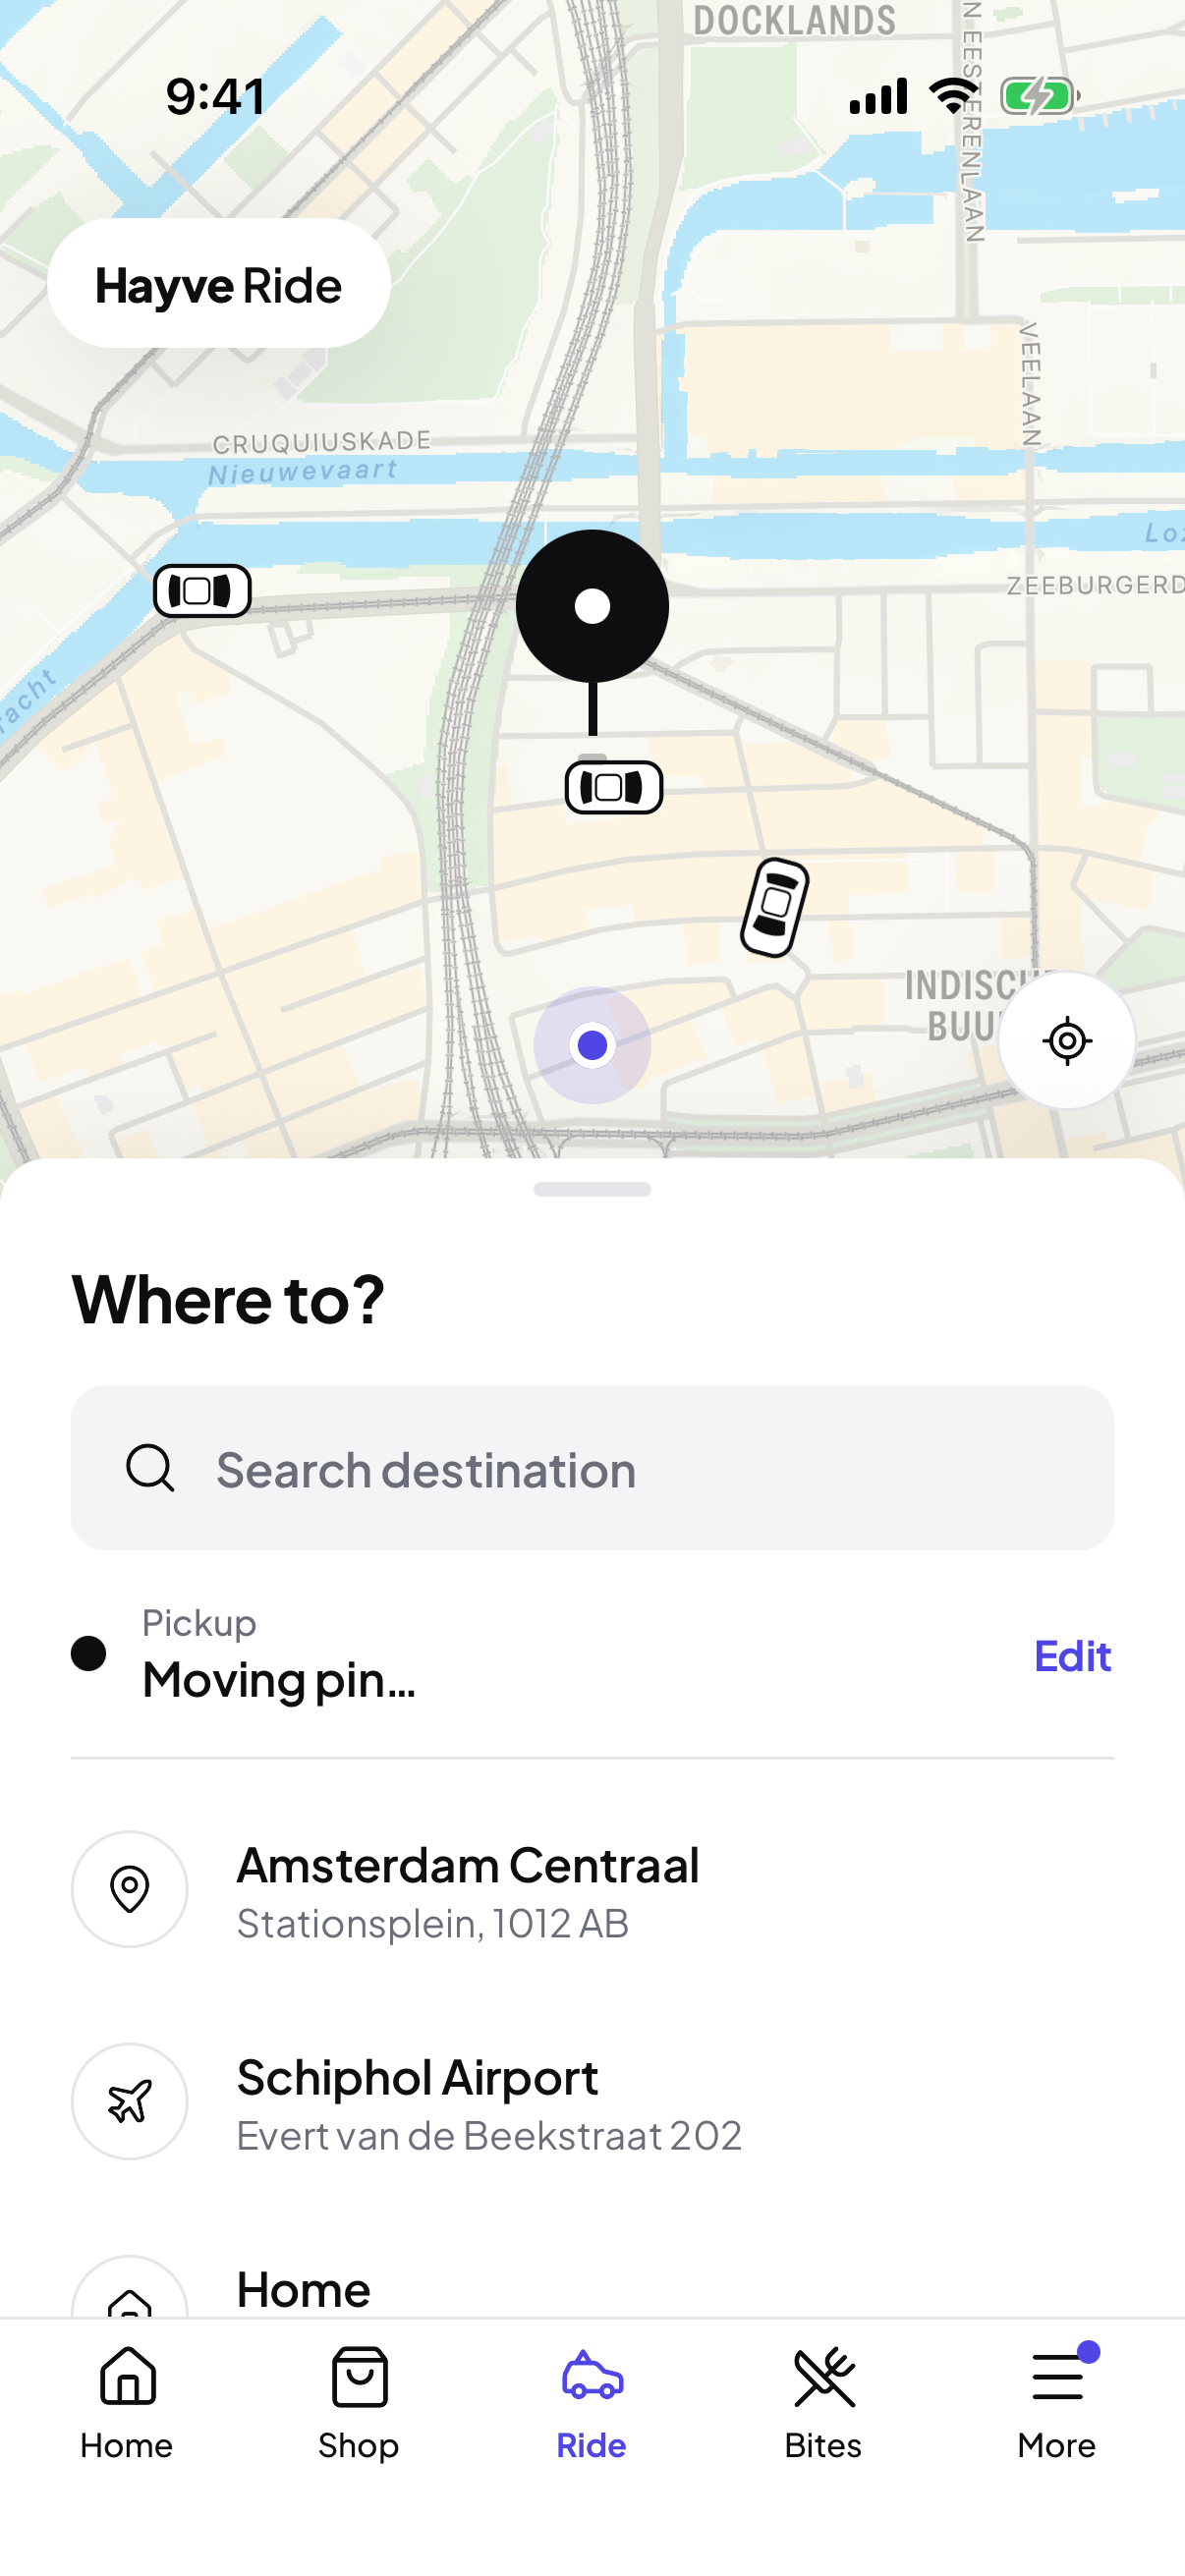 DOCKLANDS
9:41
Hayve Ride
VEELAAN
CRUQUIUSKADE
Nieuwevaart
INDISCHE
Where to?
Search destination
Pickup
Moving pin...
Edit
Amsterdam Centraal
Stationsplein, 1012 AB
Schiphol Airport
Evert van de Beekstraat 202
Home
Home
Shop
Ride
Bites
More